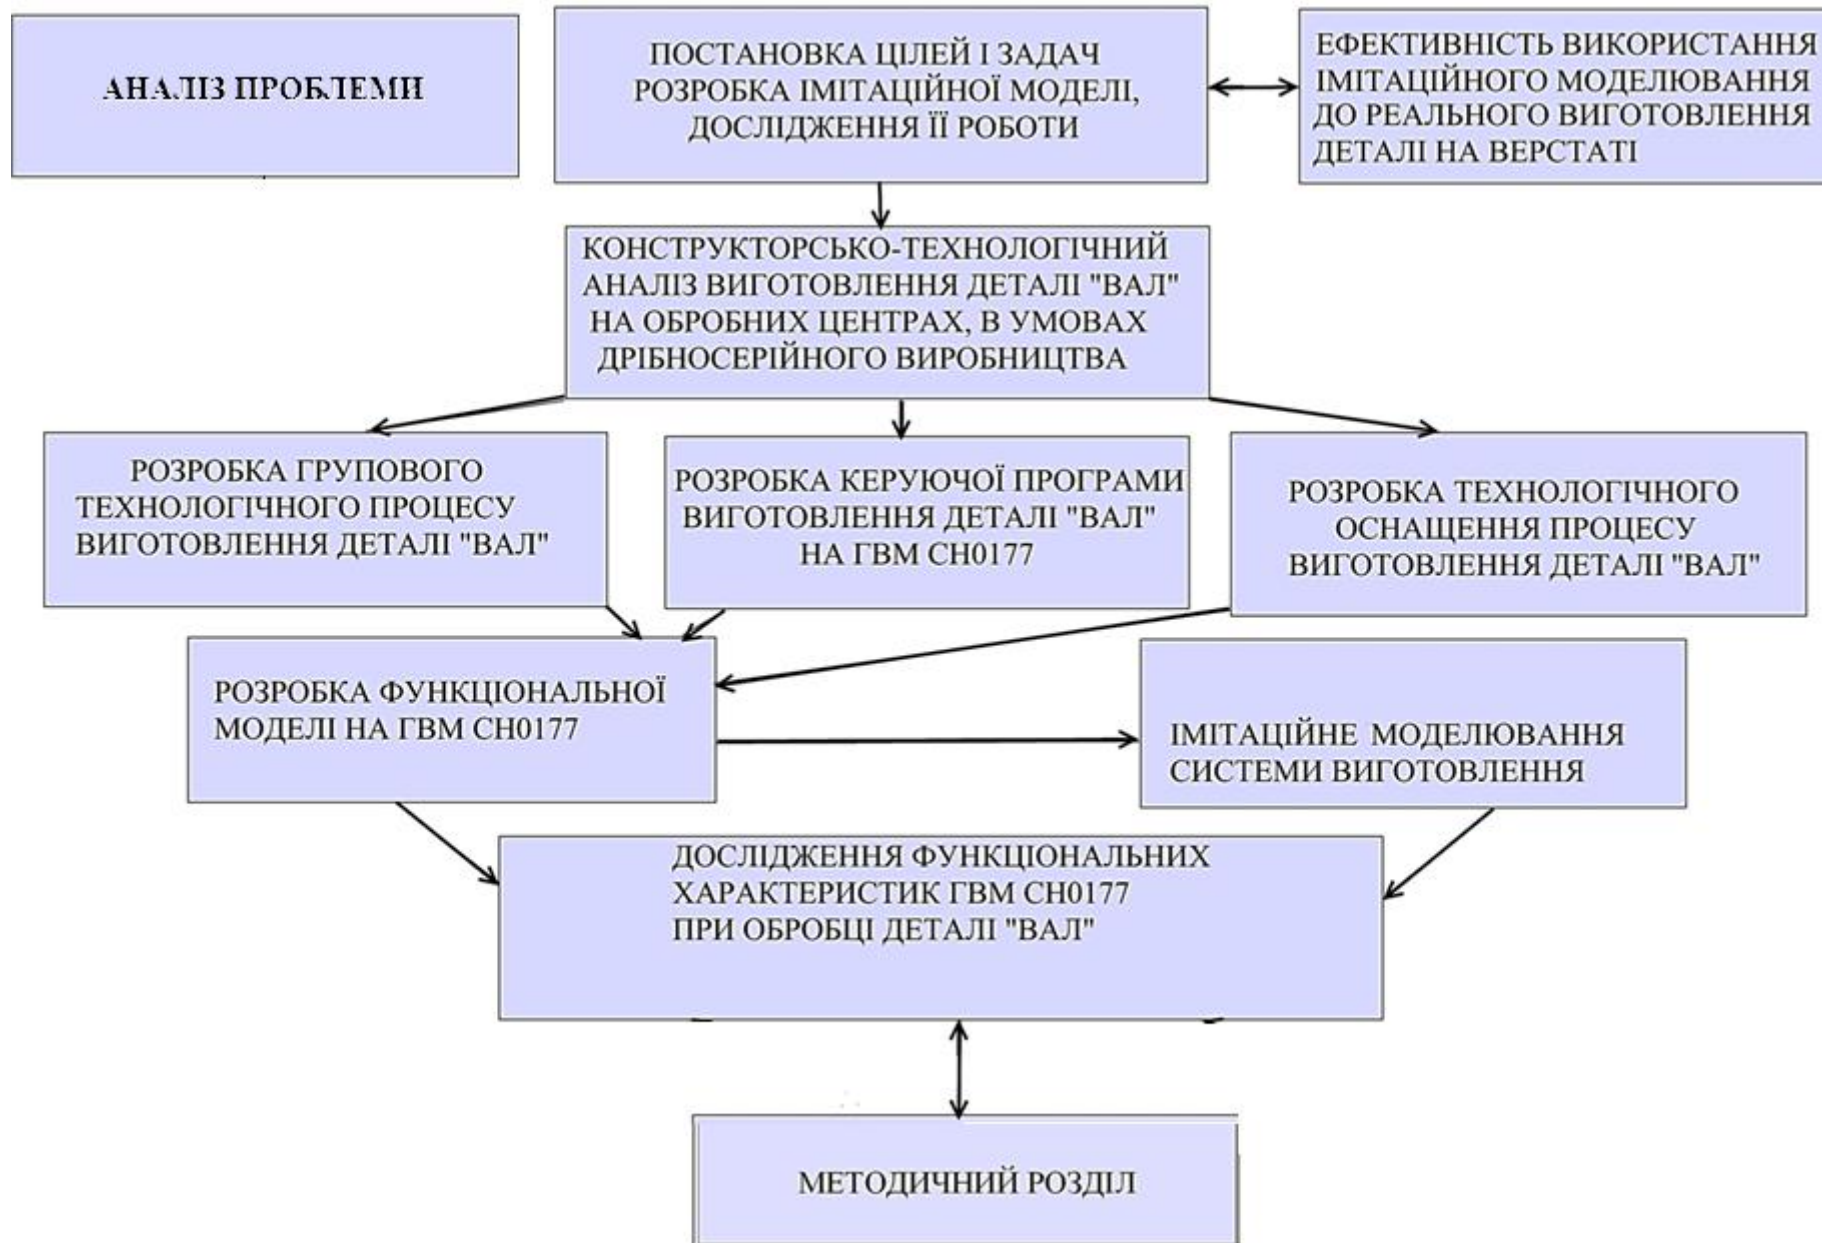 АНАЛІЗ ПРОБЛЕМИ
ПОСТАНОВКА ЦІЛЕЙ І ЗАДАЧ
РОЗРОБКА ІМІТАЦІЙНОЇ МОДЕЛІ,
ДОСЛІДЖЕННЯ ЇЇ РОБОТИ
ЕФЕКТИВНІСТЬ ВИКОРИСТАННЯ
ІМІТАЦІЙНОГО МОДЕЛЮВАННЯ
ДО РЕАЛЬНОГО ВИГОТОВЛЕННЯ
ДЕТАЛІ НА ВЕРСТАТІ
КОНСТРУКТОРСЬКО-ТЕХНОЛОГІЧНИЙ
АНАЛІЗ ВИГОТОВЛЕННЯ ДЕТАЛІ "ВАЛ"
НА ОБРОБНИХ ЦЕНТРАХ, В УМОВАХ
ДРІБНОСЕРІЙНОГО ВИРОБНИЦТВА
РОЗРОБКА ГРУПОВОГО
ТЕХНОЛОГІЧНОГО ПРОЦЕСУ
ВИГОТОВЛЕННЯ ДЕТАЛІ "ВАЛ"
РОЗРОБКА КЕРУЮЧОЇ ПРОГРАМИ
ВИГОТОВЛЕННЯ ДЕТАЛІ "ВАЛ"
НА ГВМ СН0177
РОЗРОБКА ТЕХНОЛОГІЧНОГО
ОСНАЩЕННЯ ПРОЦЕСУ
ВИГОТОВЛЕННЯ ДЕТАЛІ "ВАЛ"
РОЗРОБКА ФУНКЦІОНАЛЬНОЇ
МОДЕЛІ НА ГВМ СН0177
ІМІТАЦІЙНЕ МОДЕЛЮВАННЯ
СИСТЕМИ ВИГОТОВЛЕННЯ
ДОСЛІДЖЕННЯ ФУНКЦІОНАЛЬНИХ
ХАРАКТЕРИСТИК ГВМ СН0177
ПРИ ОБРОБЦІ ДЕТАЛІ "ВАЛ"
МЕТОДИЧНИЙ РОЗДІЛ